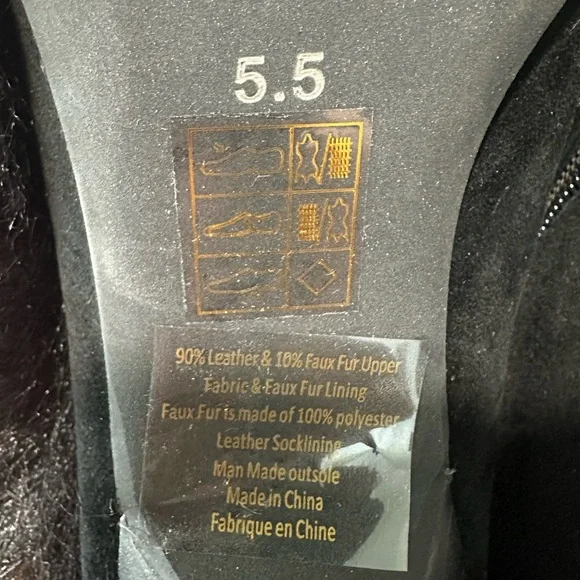 5.5
90% Leather & 10% Faux Fur Upper
Fabric & Faux Fur Lining
Faux Fur is made of 100% polyester
Leather Socklining
Man Made outsole
Made in China
Fabrique en Chine